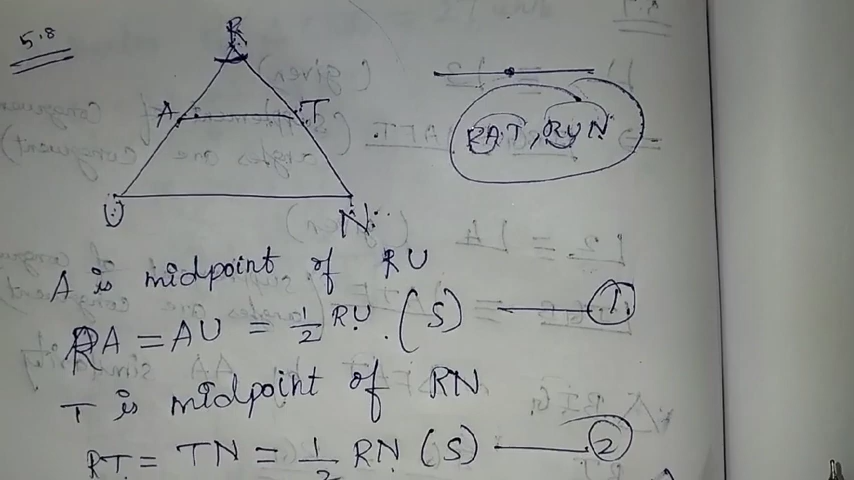 5.8
R
A T
RAT, RUN
U N
A is midpoint of RU
RA = AU = 1/2 RU. (S) 1
T is midpoint of RN
RT = TN = 1/2 RN (S) 2